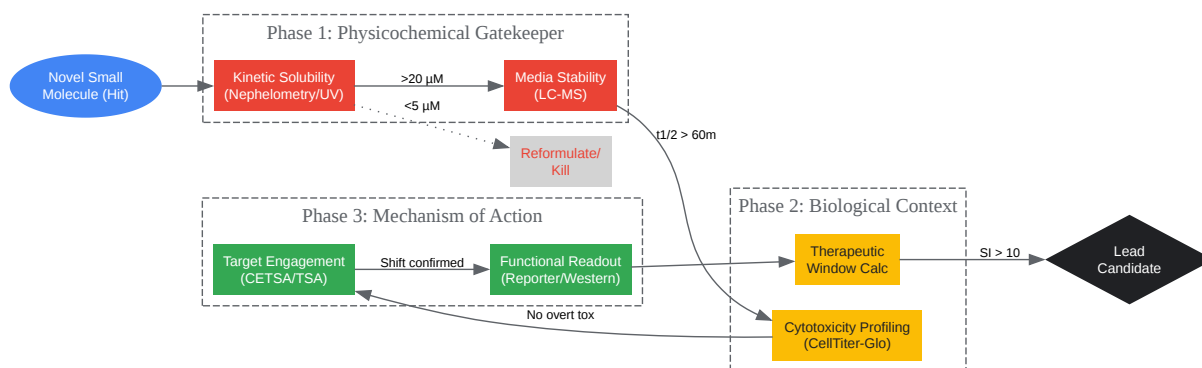 Phase 1: Physicochemical Gatekeeper
Novel Small
Molecule (Hit)
Kinetic Solubility
(Nephelometry/UV)
>20 µM
<5 µM
Media Stability
(LC-MS)
t1/2 > 60m
Reformulate/
Kill
Phase 3: Mechanism of Action
Target Engagement
(CETSA/TSA)
Shift confirmed
Functional Readout
(Reporter/Western)
No overt tox
Phase 2: Biological Context
Therapeutic
Window Calc
Cytotoxicity Profiling
(CellTiter-Glo)
SI > 10
Lead
Candidate